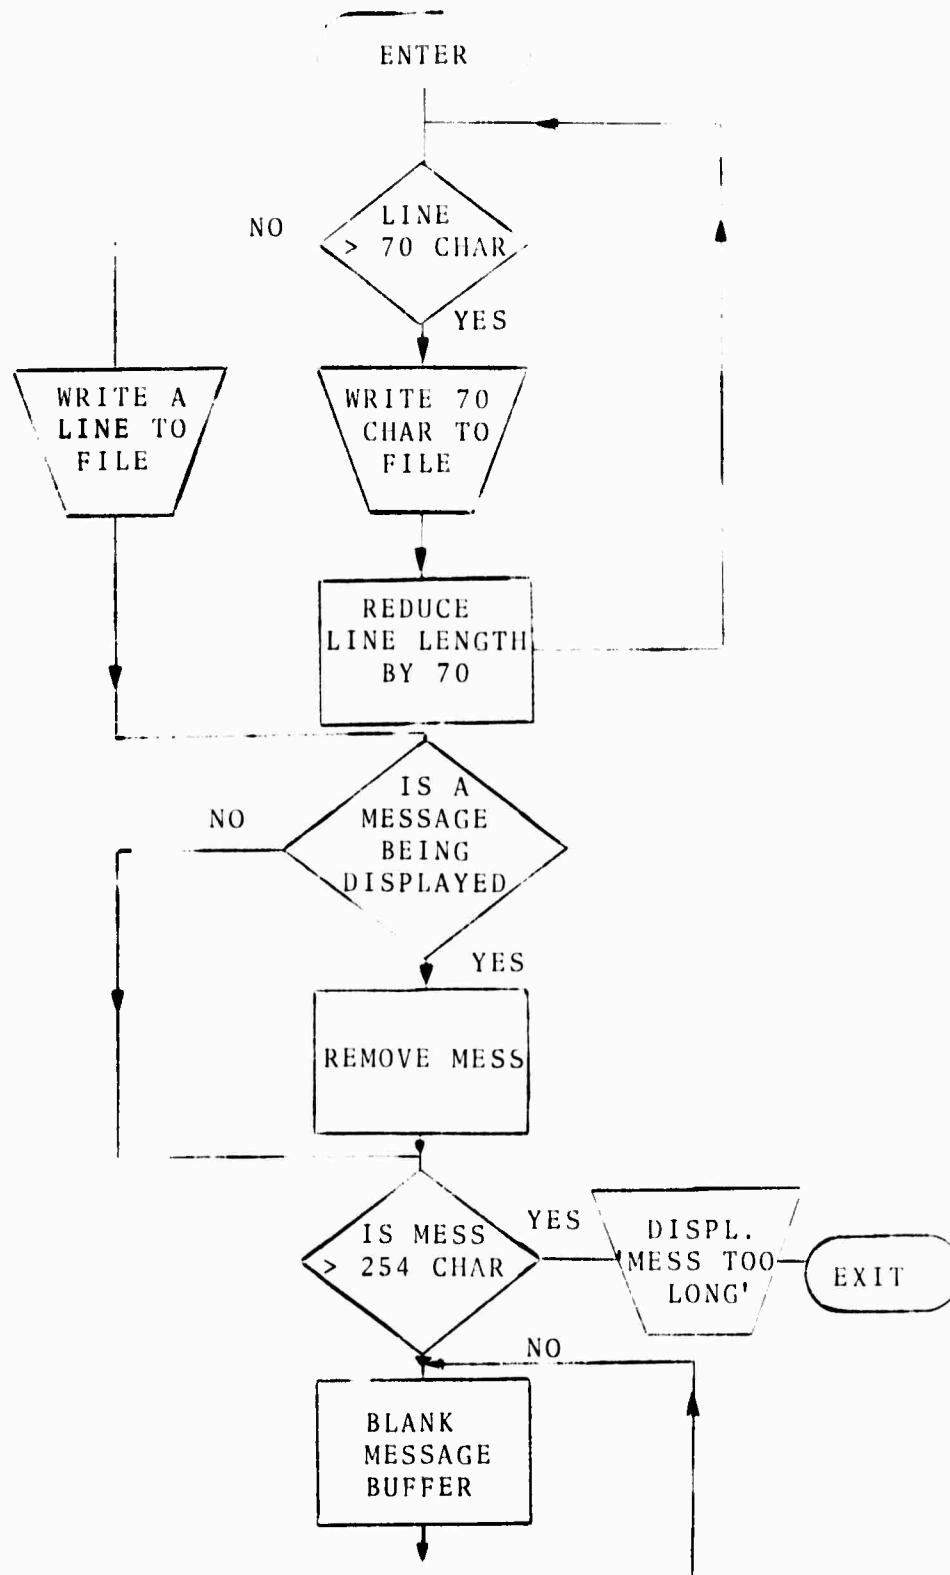 ENTER
LINE
> 70 CHAR
NO
YES
WRITE A
LINE TO
FILE
WRITE 70
CHAR TO
FILE
REDUCE
LINE LENGTH
BY 70
IS A
MESSAGE
BEING
DISPLAYED
NO
YES
REMOVE MESS
IS MESS
> 254 CHAR
YES
DISPL.
MESS TOO
LONG'
EXIT
NO
BLANK
MESSAGE
BUFFER